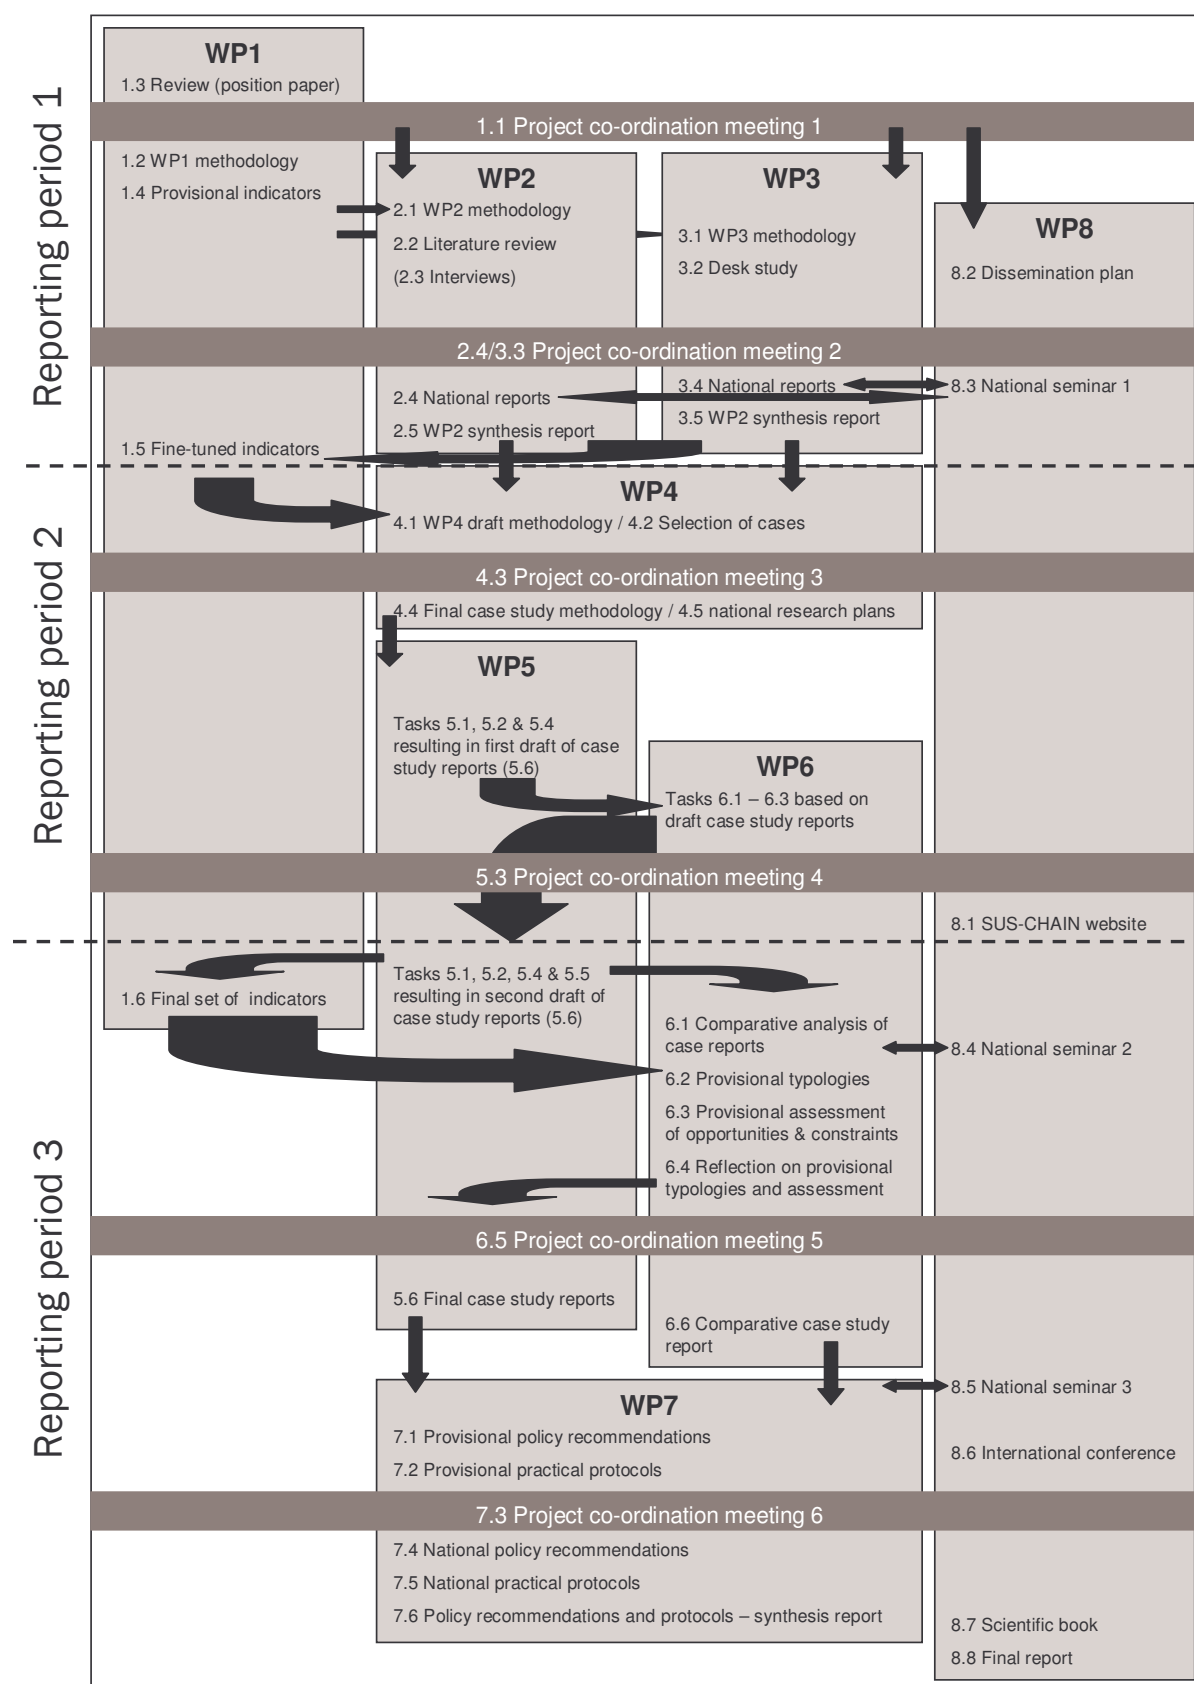 Reporting period 1
WP1
1.3 Review (position paper)
1.1 Project co-ordination meeting 1
1.2 WP1 methodology
1.4 Provisional indicators
WP2
2.1 WP2 methodology
2.2 Literature review
(2.3 Interviews)
WP3
3.1 WP3 methodology
3.2 Desk study
WP8
8.2 Dissemination plan
2.4/3.3 Project co-ordination meeting 2
2.4 National reports
2.5 WP2 synthesis report
3.4 National reports
3.5 WP2 synthesis report
8.3 National seminar 1
1.5 Fine-tuned indicators
Reporting period 2
WP4
4.1 WP4 draft methodology / 4.2 Selection of cases
4.3 Project co-ordination meeting 3
4.4 Final case study methodology / 4.5 national research plans
WP5
Tasks 5.1, 5.2 & 5.4
resulting in first draft of case
study reports (5.6)
WP6
Tasks 6.1 – 6.3 based on
draft case study reports
5.3 Project co-ordination meeting 4
8.1 SUS-CHAIN website
Reporting period 3
1.6 Final set of  indicators
Tasks 5.1, 5.2, 5.4 & 5.5
resulting in second draft of
case study reports (5.6)
6.1 Comparative analysis of
case reports
6.2 Provisional typologies
6.3 Provisional assessment
of opportunities & constraints
6.4 Reflection on provisional
typologies and assessment
8.4 National seminar 2
6.5 Project co-ordination meeting 5
5.6 Final case study reports
6.6 Comparative case study
report
WP7
7.1 Provisional policy recommendations
7.2 Provisional practical protocols
8.5 National seminar 3
8.6 International conference
7.3 Project co-ordination meeting 6
7.4 National policy recommendations
7.5 National practical protocols
7.6 Policy recommendations and protocols – synthesis report
8.7 Scientific book
8.8 Final report